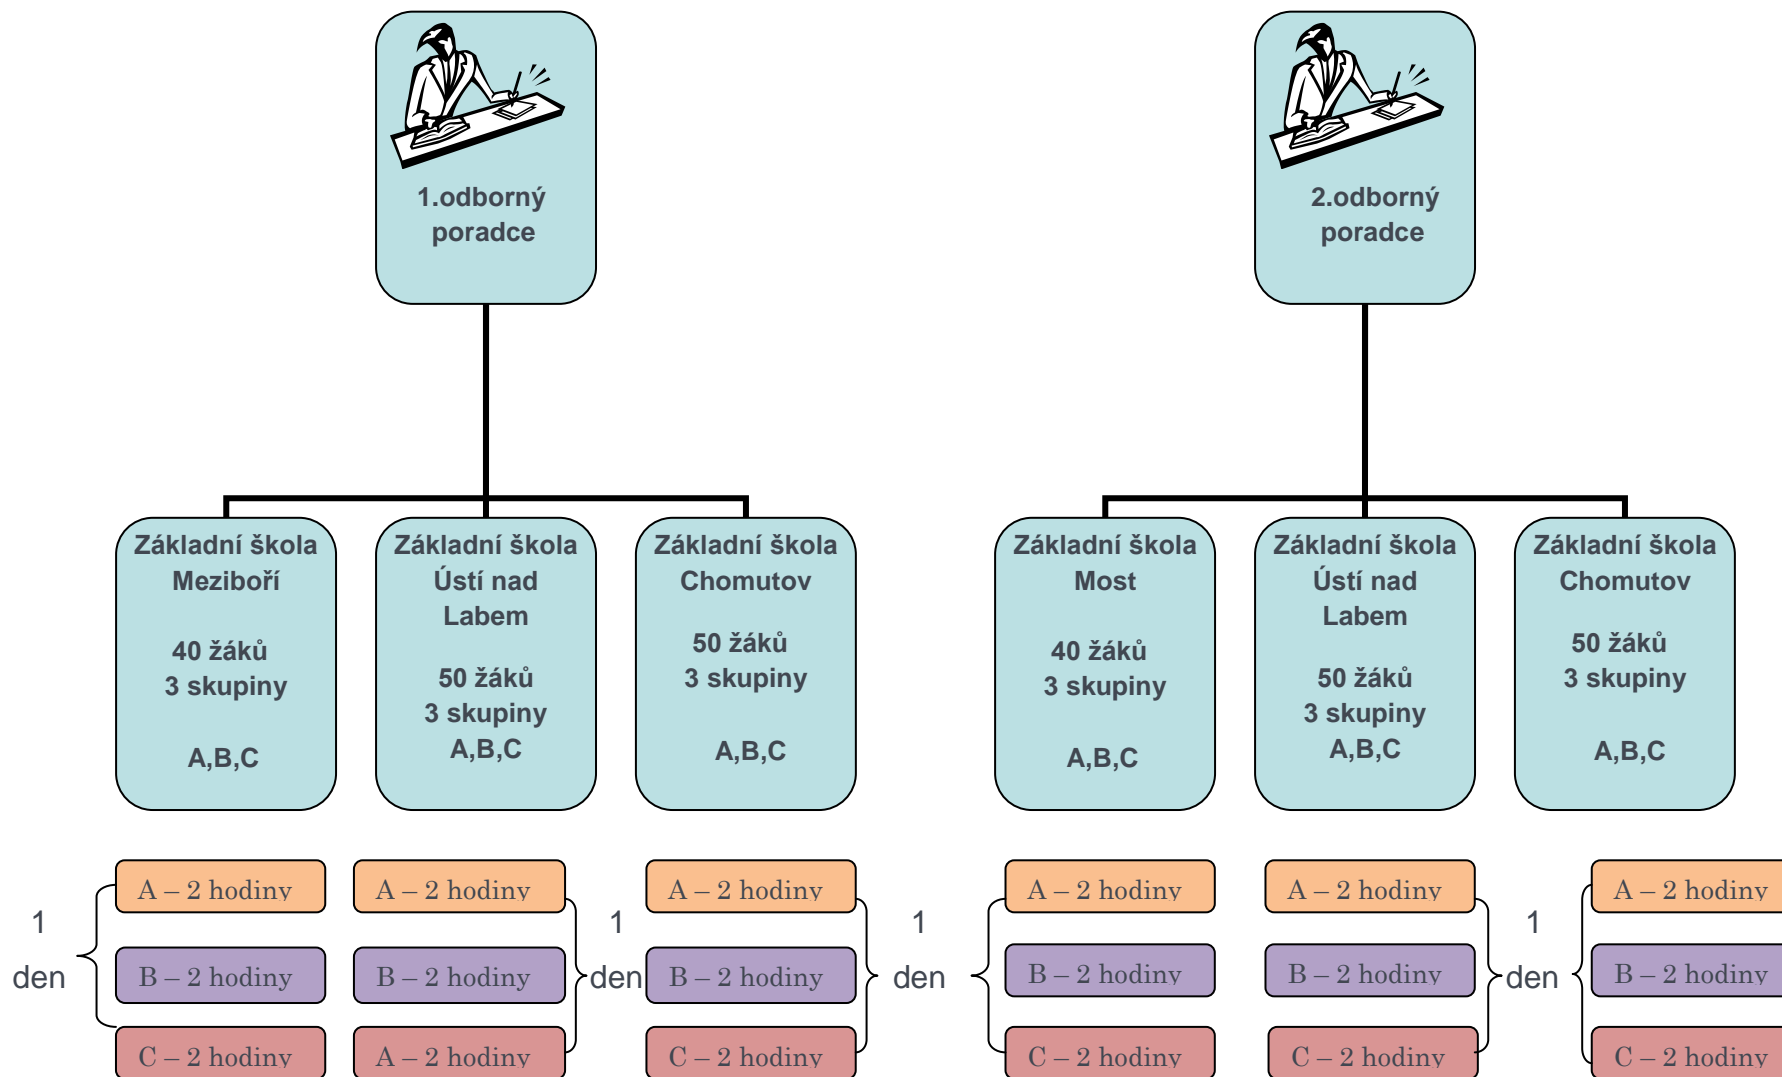 1.odborný
poradce
2.odborný
poradce
Základní škola
Meziboří
40 žáků
3 skupiny
A,B,C
Základní škola
Ústí nad
Labem
50 žáků
3 skupiny
A,B,C
Základní škola
Chomutov
50 žáků
3 skupiny
A,B,C
Základní škola
Most
40 žáků
3 skupiny
A,B,C
Základní škola
Ústí nad
Labem
50 žáků
3 skupiny
A,B,C
Základní škola
Chomutov
50 žáků
3 skupiny
A,B,C
1
den
A – 2 hodiny
B – 2 hodiny
C – 2 hodiny
A – 2 hodiny
B – 2 hodiny
A – 2 hodiny
1
den
A – 2 hodiny
B – 2 hodiny
C – 2 hodiny
1
den
A – 2 hodiny
B – 2 hodiny
C – 2 hodiny
A – 2 hodiny
B – 2 hodiny
C – 2 hodiny
1
den
A – 2 hodiny
B – 2 hodiny
C – 2 hodiny